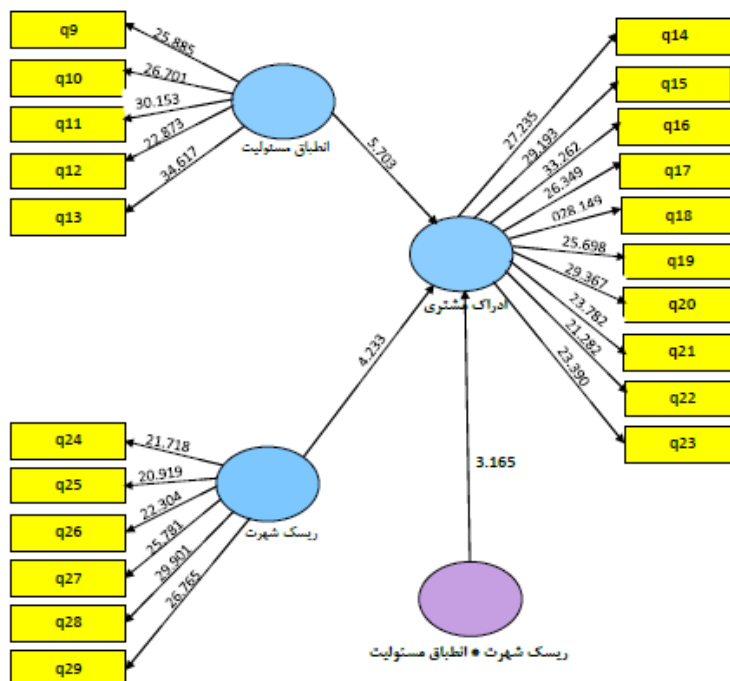 q9
q10
q11
q12
q13
25.885
26.701
30.153
22.873
34.617
انطباق مسئولیت
5.703
q14
q15
q16
q17
q18
q19
q20
q21
q22
q23
27.235
29.193
33.262
26.349
028.149
25.698
29.367
23.782
21.282
23.390
ادراک مشتری
4.233
q24
q25
q26
q27
q28
q29
21.718
20.919
22.304
25.781
29.901
26.765
ریسک شهرت
3.165
ریسک شهرت * انطباق مسئولیت